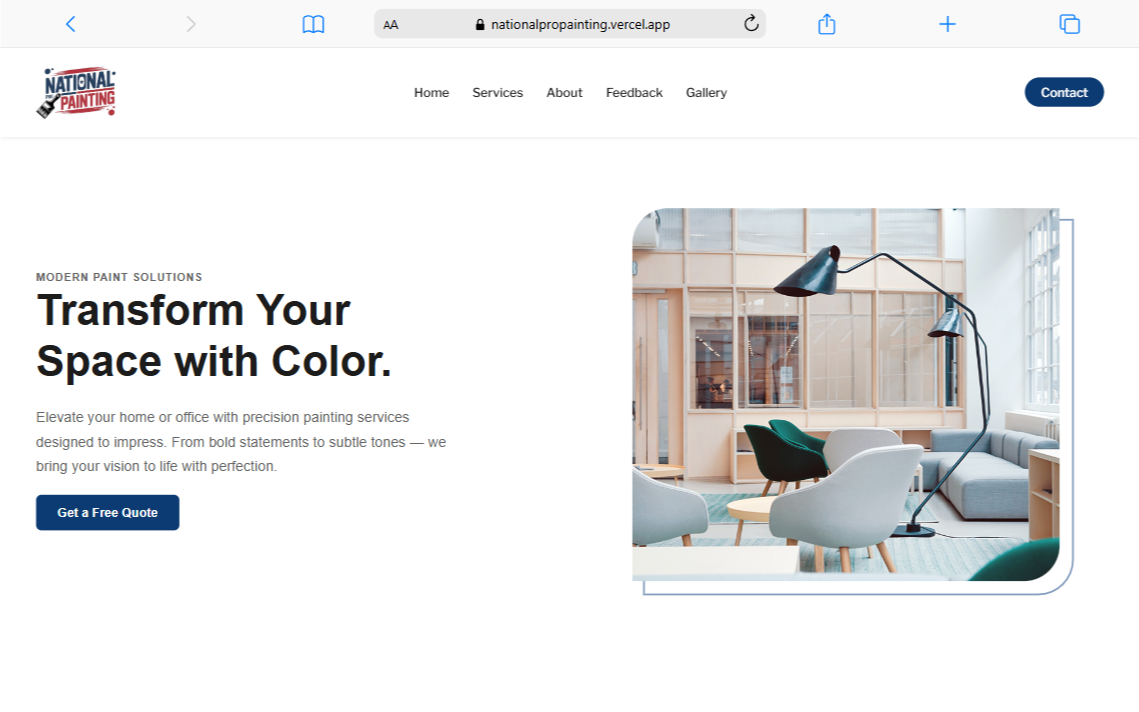 AA
nationalpropainting.vercel.app
NATIONAL
PAINTING
Home Services About Feedback Gallery
Contact
MODERN PAINT SOLUTIONS
Transform Your
Space with Color.
Elevate your home or office with precision painting services
designed to impress. From bold statements to subtle tones — we
bring your vision to life with perfection.
Get a Free Quote